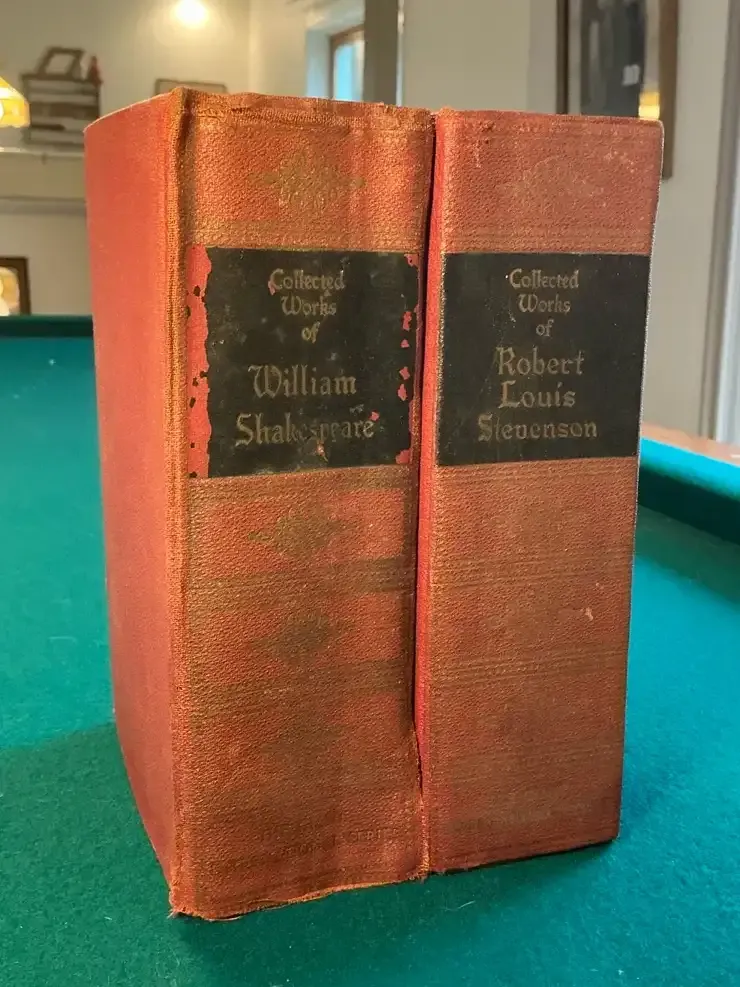 Collected
Works
of
William
Shakespeare
Collected
Works
of
Robert
Louis
Stevenson